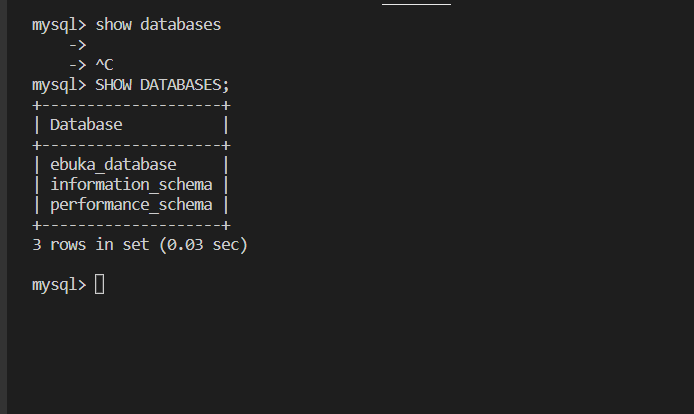 mysql> show databases
    ->
    -> ^C
mysql> SHOW DATABASES;
+--------------------+
| Database           |
+--------------------+
| ebuka_database     |
| information_schema |
| performance_schema |
+--------------------+
3 rows in set (0.03 sec)
mysql>